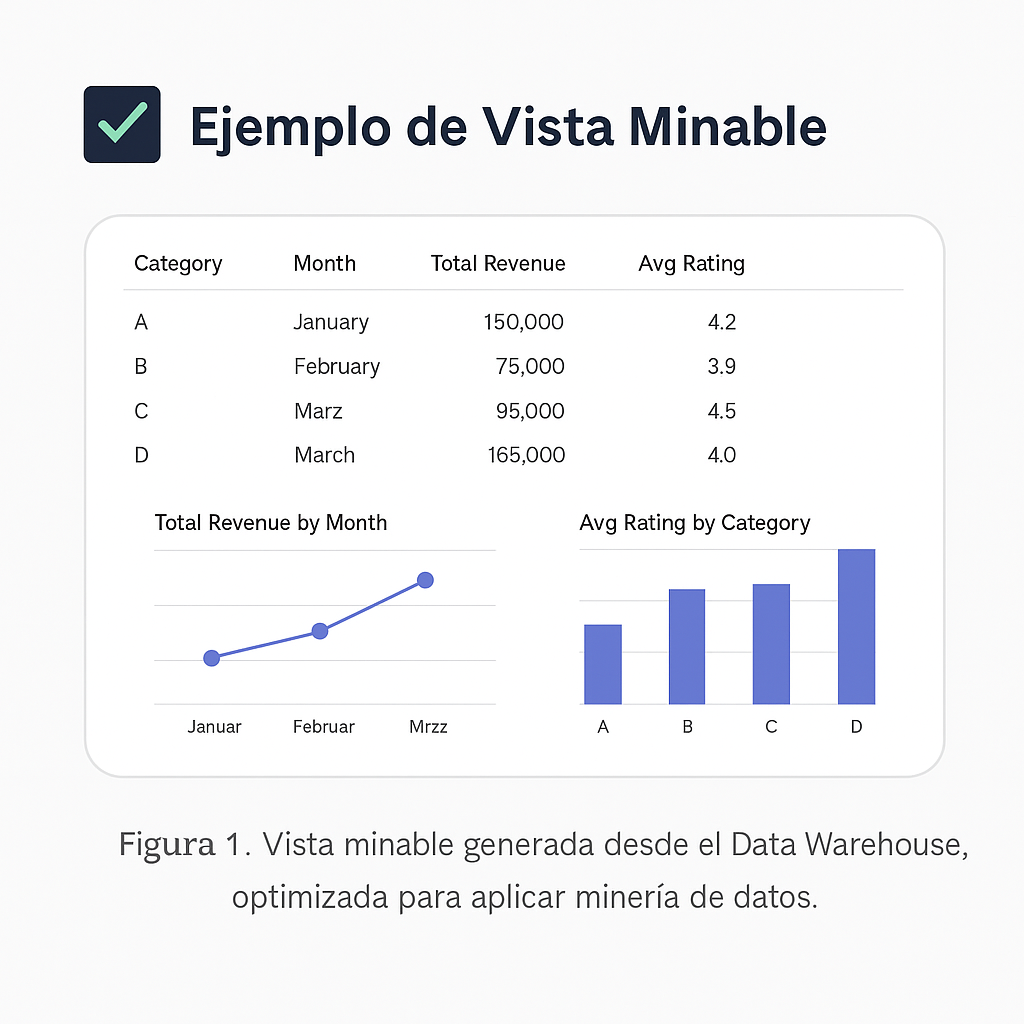 Ejemplo de Vista Minable
Category Month Total Revenue Avg Rating
A January 150,000 4.2
B February 75,000 3.9
C Marz 95,000 4.5
D March 165,000 4.0
Total Revenue by Month
Januar Februar Mrzz
Avg Rating by Category
A B C D
Figura 1. Vista minable generada desde el Data Warehouse,
optimizada para aplicar minería de datos.